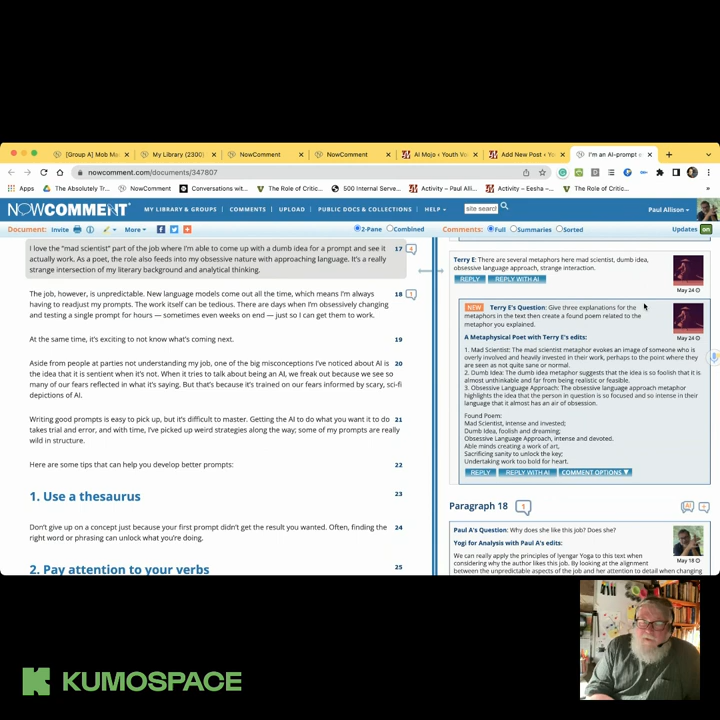 [Group A] Mob M
My Library (2300)
NowComment
NowComment
AI Mojo ‹ Youth Vo
Add New Post ‹ Yo
I'm an AI-prompt e
nowcomment.com/documents/347807
Apps
The Absolutely Tr...
NowComment
Conversations wit...
The Role of Critic...
500 Internal Serve...
Activity – Paul Alli...
Activity – Eesha –...
The Role of Critic...
NOWCOMMENT
MY LIBRARY & GROUPS
COMMENTS
UPLOAD
PUBLIC DOCS & COLLECTIONS
HELP
site search
Paul Allison
Document: Invite
More
2-Pane
Combined
Comments:
Full
Summaries
Sorted
Updates on
I love the "mad scientist" part of the job where I'm able to come up with a dumb idea for a prompt and see it
actually work. As a poet, the role also feeds into my obsessive nature with approaching language. It's a really
strange intersection of my literary background and analytical thinking.
17
4
The job, however, is unpredictable. New language models come out all the time, which means I'm always
having to readjust my prompts. The work itself can be tedious. There are days when I'm obsessively changing
and testing a single prompt for hours — sometimes even weeks on end — just so I can get them to work.
18
1
At the same time, it's exciting to not know what's coming next.
19
Aside from people at parties not understanding my job, one of the big misconceptions I've noticed about AI is
the idea that it is sentient when it's not. When it tries to talk about being an AI, we freak out because we see so
many of our fears reflected in what it's saying. But that's because it's trained on our fears informed by scary, sci-fi
depictions of AI.
20
Writing good prompts is easy to pick up, but it's difficult to master. Getting the AI to do what you want it to do
takes trial and error, and with time, I've picked up weird strategies along the way; some of my prompts are really
wild in structure.
21
Here are some tips that can help you develop better prompts:
22
1. Use a thesaurus
23
Don't give up on a concept just because your first prompt didn't get the result you wanted. Often, finding the
right word or phrasing can unlock what you're doing.
24
2. Pay attention to your verbs
25
Terry E: There are several metaphors here mad scientist, dumb idea,
obsessive language approach, strange interaction.
REPLY
REPLY WITH AI
May 24
NEW
Terry E's Question: Give three explanations for the
metaphors in the text then create a found poem related to the
metaphor you explained.
May 24
A Metaphysical Poet with Terry E's edits:
1. Mad Scientist: The mad scientist metaphor evokes an image of someone who is
overly involved and heavily invested in their work, perhaps to the point where they
are seen as not quite sane or normal.
2. Dumb Idea: The dumb idea metaphor suggests that the idea is so foolish that it is
almost unthinkable and far from being realistic or feasible.
3. Obsessive Language Approach: The obsessive language approach metaphor
highlights the idea that the person in question is so focused and so intense in their
language that it almost has an air of obsession.
Found Poem:
Mad Scientist, intense and invested;
Dumb Idea, foolish and dreaming;
Obsessive Language Approach, intense and devoted.
Able minds creating a work of art,
Sacrificing sanity to unlock the key;
Undertaking work too bold for heart.
REPLY
REPLY WITH AI
COMMENT OPTIONS
Paragraph 18
1
AI
+
Paul A's Question: Why does she like this job? Does she?
Yogi for Analysis with Paul A's edits:
May 18
We can really apply the principles of Iyengar Yoga to this text when
considering why the author likes this job. By looking at the alignment
between the unpredictable aspects of the job and her attention to detail when changing
KUMOSPACE